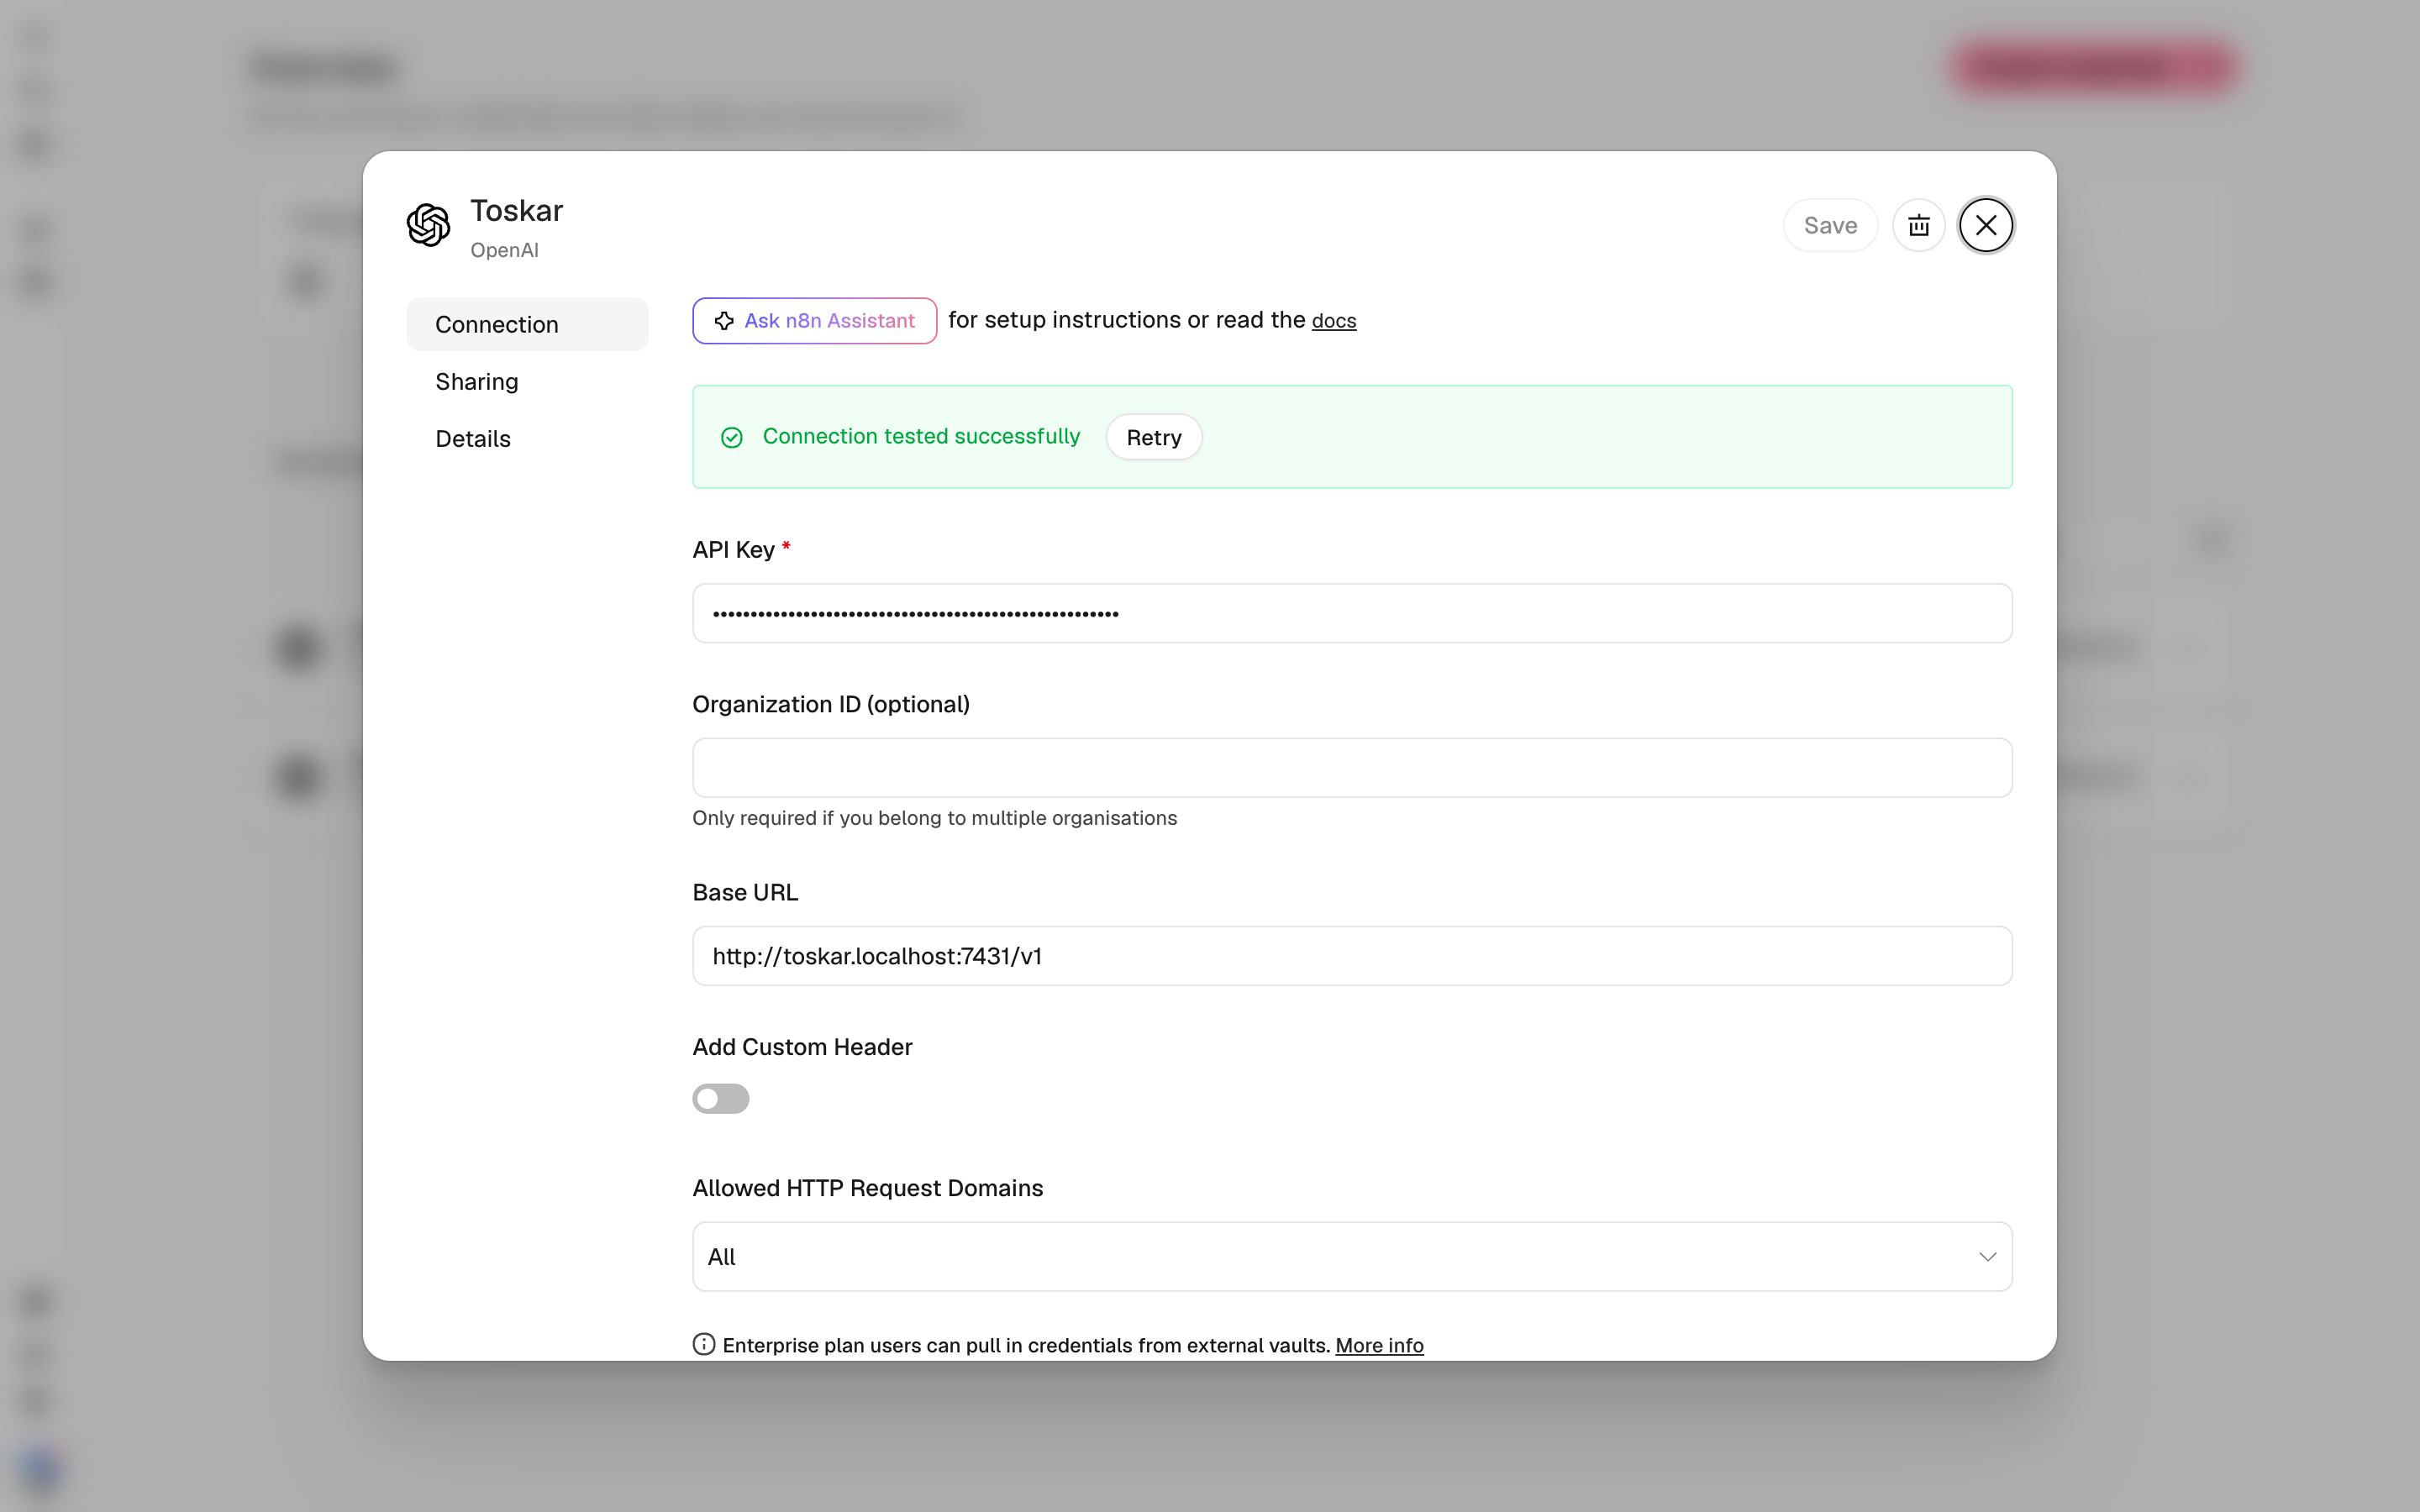 Toskar
OpenAI
Save
Connection
Sharing
Details
Ask n8n Assistant for setup instructions or read the docs
Connection tested successfully Retry
API Key *
••••••••••••••••••••••••••••••••••••••••••••••••••••••
Organization ID (optional)
Only required if you belong to multiple organisations
Base URL
http://toskar.localhost:7431/v1
Add Custom Header
Allowed HTTP Request Domains
All
Enterprise plan users can pull in credentials from external vaults. More info